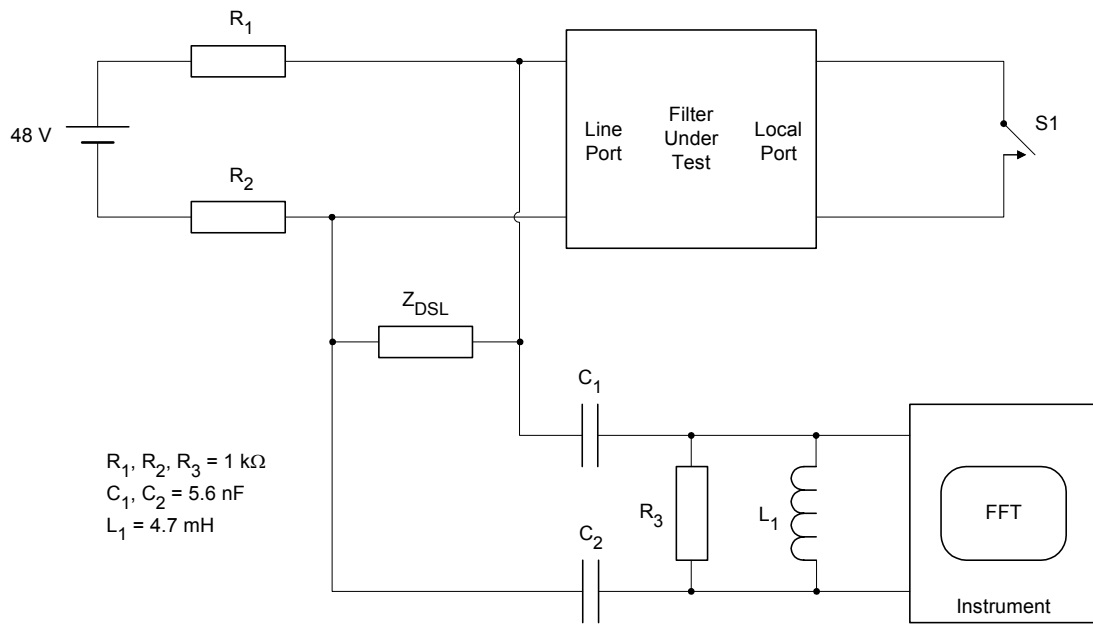 R1
48 V
Line
Port
Filter
Under
Test
Local
Port
S1
R2
ZDSL
C1
R1, R2, R3 = 1 kΩ
C1, C2 = 5.6 nF
L1 = 4.7 mH
R3
L1
FFT
C2
Instrument